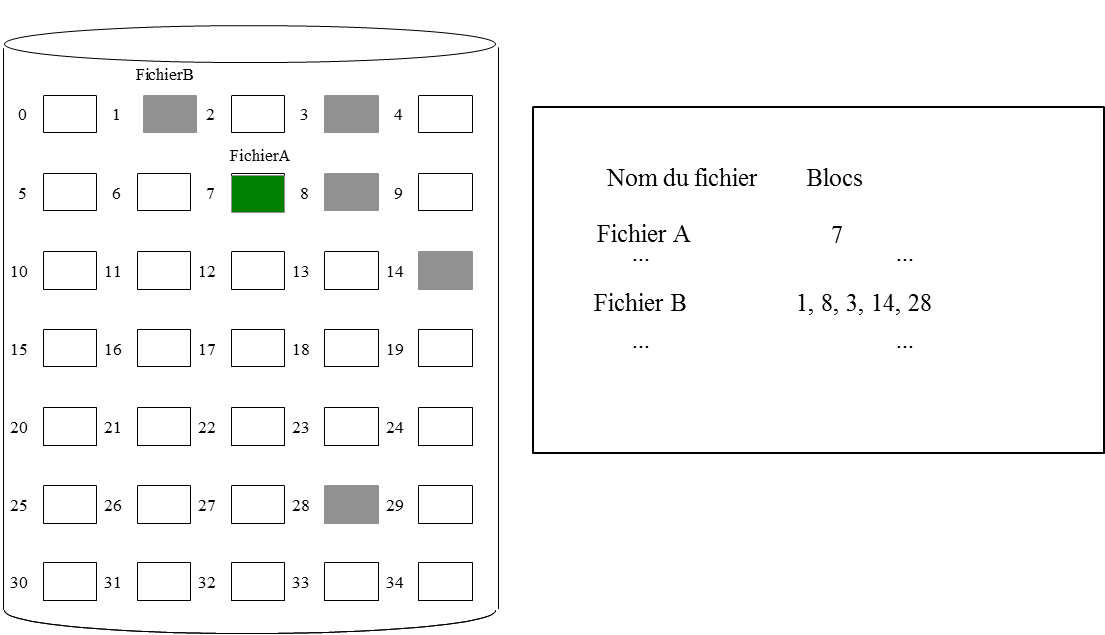 FichierB
0 1 2 3 4
FichierA
5 6 7 8 9
10 11 12 13 14
15 16 17 18 19
20 21 22 23 24
25 26 27 28 29
30 31 32 33 34
Nom du fichier Blocs
Fichier A 7
... ...
Fichier B 1, 8, 3, 14, 28
... ...